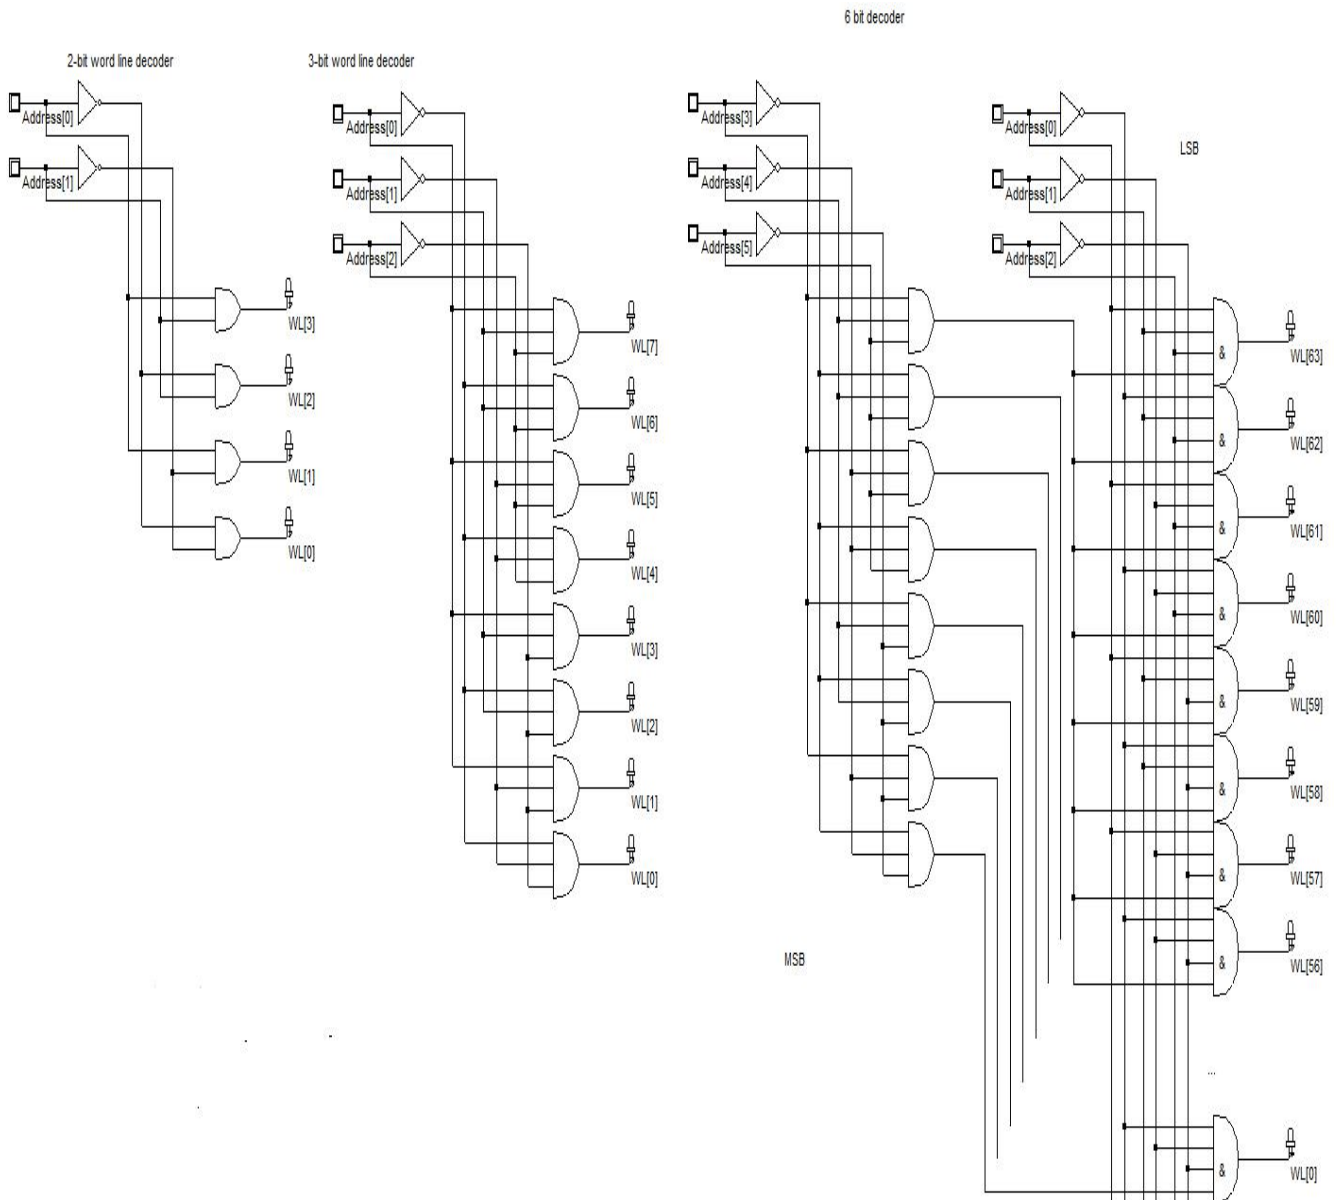 6 bit decoder
2-bit word line decoder
3-bit word line decoder
Address[0]
Address[1]
WL[3]
WL[2]
WL[1]
WL[0]
Address[0]
Address[1]
Address[2]
WL[7]
WL[6]
WL[5]
WL[4]
WL[3]
WL[2]
WL[1]
WL[0]
Address[3]
Address[4]
Address[5]
MSB
Address[0]
Address[1]
Address[2]
LSB
&
WL[63]
&
WL[62]
&
WL[61]
&
WL[60]
&
WL[59]
&
WL[58]
&
WL[57]
&
WL[56]
...
&
WL[0]